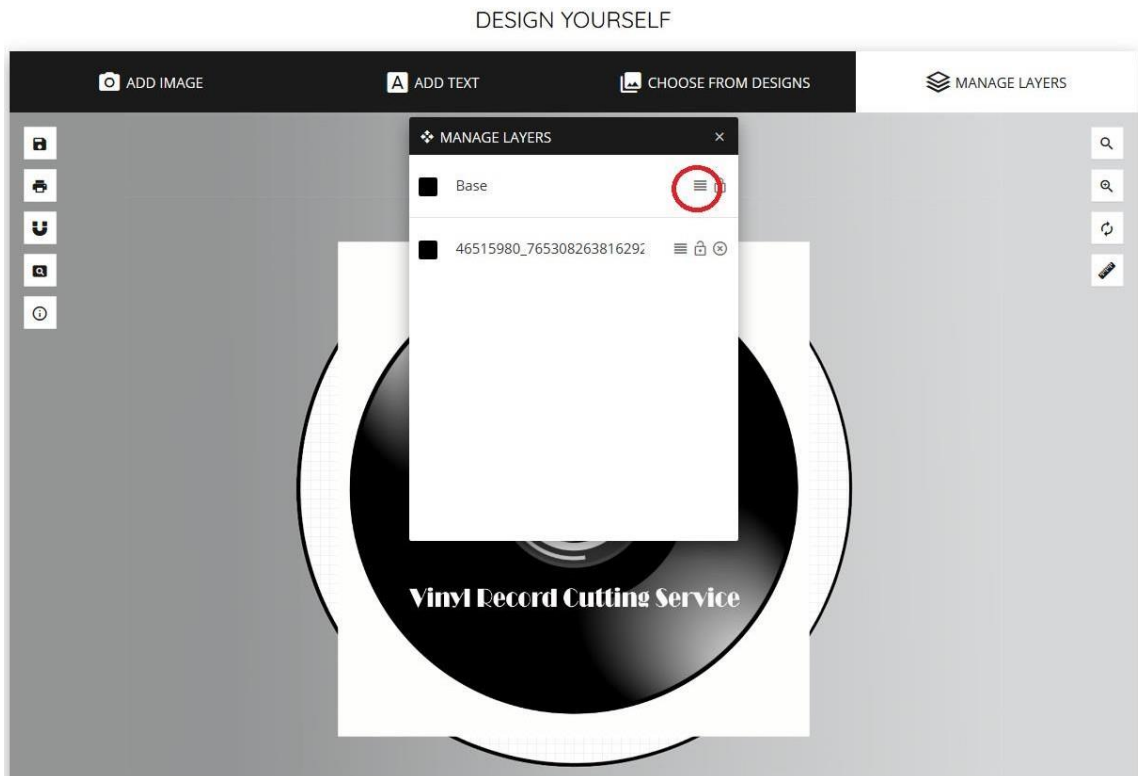 DESIGN YOURSELF
ADD IMAGE
A ADD TEXT
CHOOSE FROM DESIGNS
MANAGE LAYERS
MANAGE LAYERS
Base
46515980_765308263816292
Vinyl Record Cutting Service